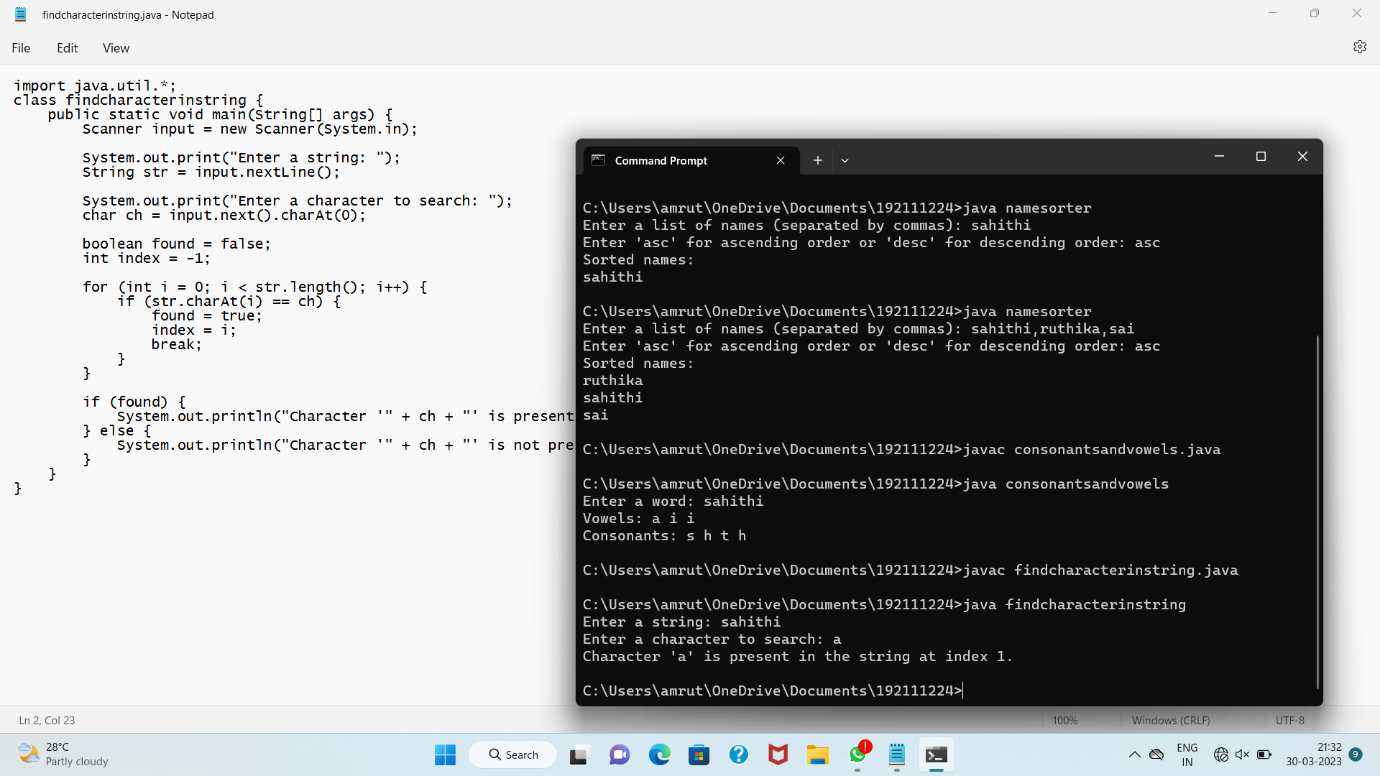 findcharacterinstring.java - Notepad
File Edit View
import java.util.*;
class findcharacterinstring {
    public static void main(String[] args) {
        Scanner input = new Scanner(System.in);
        System.out.print("Enter a string: ");
        String str = input.nextLine();
        System.out.print("Enter a character to search: ");
        char ch = input.next().charAt(0);
        boolean found = false;
        int index = -1;
        for (int i = 0; i < str.length(); i++) {
            if (str.charAt(i) == ch) {
                found = true;
                index = i;
                break;
            }
        }
        if (found) {
            System.out.println("Character '" + ch + "' is present
        } else {
            System.out.println("Character '" + ch + "' is not pre
        }
    }
}
Command Prompt
C:\Users\amrut\OneDrive\Documents\192111224>java namesorter
Enter a list of names (separated by commas): sahithi
Enter 'asc' for ascending order or 'desc' for descending order: asc
Sorted names:
sahithi
C:\Users\amrut\OneDrive\Documents\192111224>java namesorter
Enter a list of names (separated by commas): sahithi,ruthika,sai
Enter 'asc' for ascending order or 'desc' for descending order: asc
Sorted names:
ruthika
sahithi
sai
C:\Users\amrut\OneDrive\Documents\192111224>javac consonantsandvowels.java
C:\Users\amrut\OneDrive\Documents\192111224>java consonantsandvowels
Enter a word: sahithi
Vowels: a i i
Consonants: s h t h
C:\Users\amrut\OneDrive\Documents\192111224>javac findcharacterinstring.java
C:\Users\amrut\OneDrive\Documents\192111224>java findcharacterinstring
Enter a string: sahithi
Enter a character to search: a
Character 'a' is present in the string at index 1.
C:\Users\amrut\OneDrive\Documents\192111224>
Ln 2, Col 23 100% Windows (CRLF) UTF-8
28°C
Partly cloudy
Search
ENG
IN
21:32
30-03-2023
9